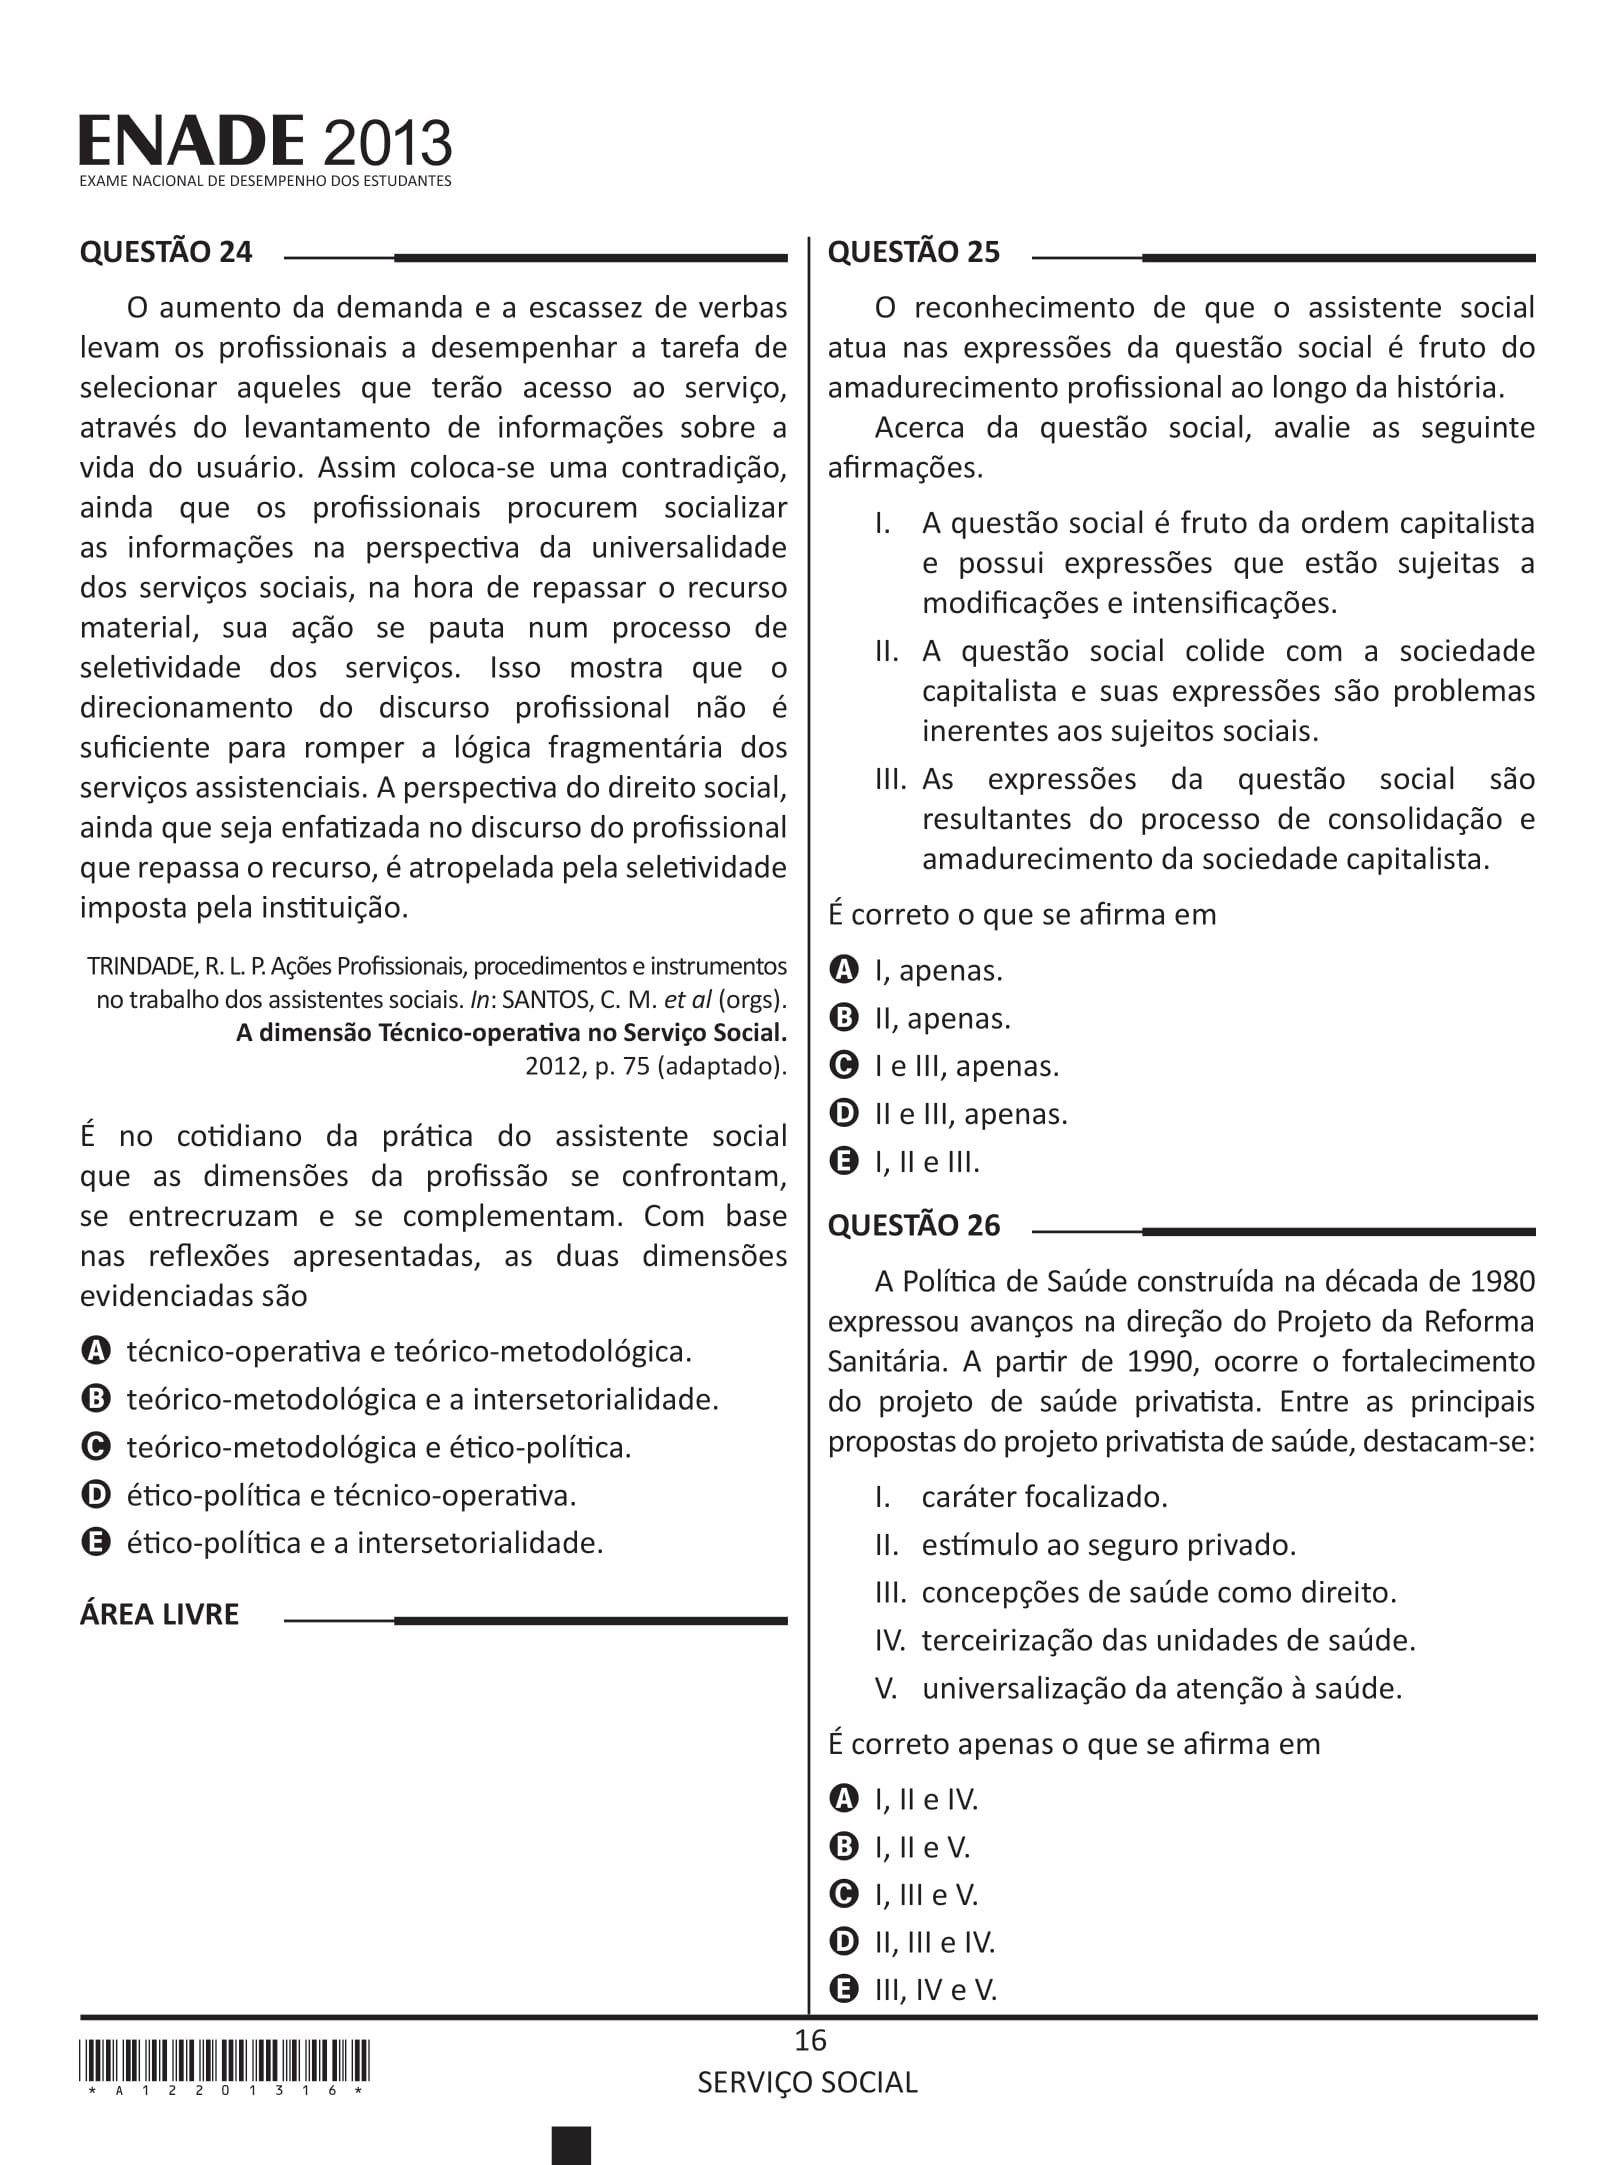 ENADE 2013
EXAME NACIONAL DE DESEMPENHO DOS ESTUDANTES
QUESTÃO 24
O aumento da demanda e a escassez de verbas
levam os profissionais a desempenhar a tarefa de
selecionar aqueles que terão acesso ao serviço,
através do levantamento de informações sobre a
vida do usuário. Assim coloca-se uma contradição,
ainda que os profissionais procurem socializar
as informações na perspectiva da universalidade
dos serviços sociais, na hora de repassar o recurso
material, sua ação se pauta num processo de
seletividade dos serviços. Isso mostra que o
direcionamento do discurso profissional não é
suficiente para romper a lógica fragmentária dos
serviços assistenciais. A perspectiva do direito social,
ainda que seja enfatizada no discurso do profissional
que repassa o recurso, é atropelada pela seletividade
imposta pela instituição.
TRINDADE, R. L. P. Ações Profissionais, procedimentos e instrumentos
no trabalho dos assistentes sociais. In: SANTOS, C. M. et al (orgs).
A dimensão Técnico-operativa no Serviço Social.
2012, p. 75 (adaptado).
É no cotidiano da prática do assistente social
que as dimensões da profissão se confrontam,
se entrecruzam e se complementam. Com base
nas reflexões apresentadas, as duas dimensões
evidenciadas são
A técnico-operativa e teórico-metodológica.
B teórico-metodológica e a intersetorialidade.
C teórico-metodológica e ético-política.
D ético-política e técnico-operativa.
E ético-política e a intersetorialidade.
ÁREA LIVRE
QUESTÃO 25
O reconhecimento de que o assistente social
atua nas expressões da questão social é fruto do
amadurecimento profissional ao longo da história.
Acerca da questão social, avalie as seguinte
afirmações.
I. A questão social é fruto da ordem capitalista
e possui expressões que estão sujeitas a
modificações e intensificações.
II. A questão social colide com a sociedade
capitalista e suas expressões são problemas
inerentes aos sujeitos sociais.
III. As expressões da questão social são
resultantes do processo de consolidação e
amadurecimento da sociedade capitalista.
É correto o que se afirma em
A I, apenas.
B II, apenas.
C I e III, apenas.
D II e III, apenas.
E I, II e III.
QUESTÃO 26
A Política de Saúde construída na década de 1980
expressou avanços na direção do Projeto da Reforma
Sanitária. A partir de 1990, ocorre o fortalecimento
do projeto de saúde privatista. Entre as principais
propostas do projeto privatista de saúde, destacam-se:
I. caráter focalizado.
II. estímulo ao seguro privado.
III. concepções de saúde como direito.
IV. terceirização das unidades de saúde.
V. universalização da atenção à saúde.
É correto apenas o que se afirma em
A I, II e IV.
B I, II e V.
C I, III e V.
D II, III e IV.
E III, IV e V.
16
SERVIÇO SOCIAL
*A12201316*